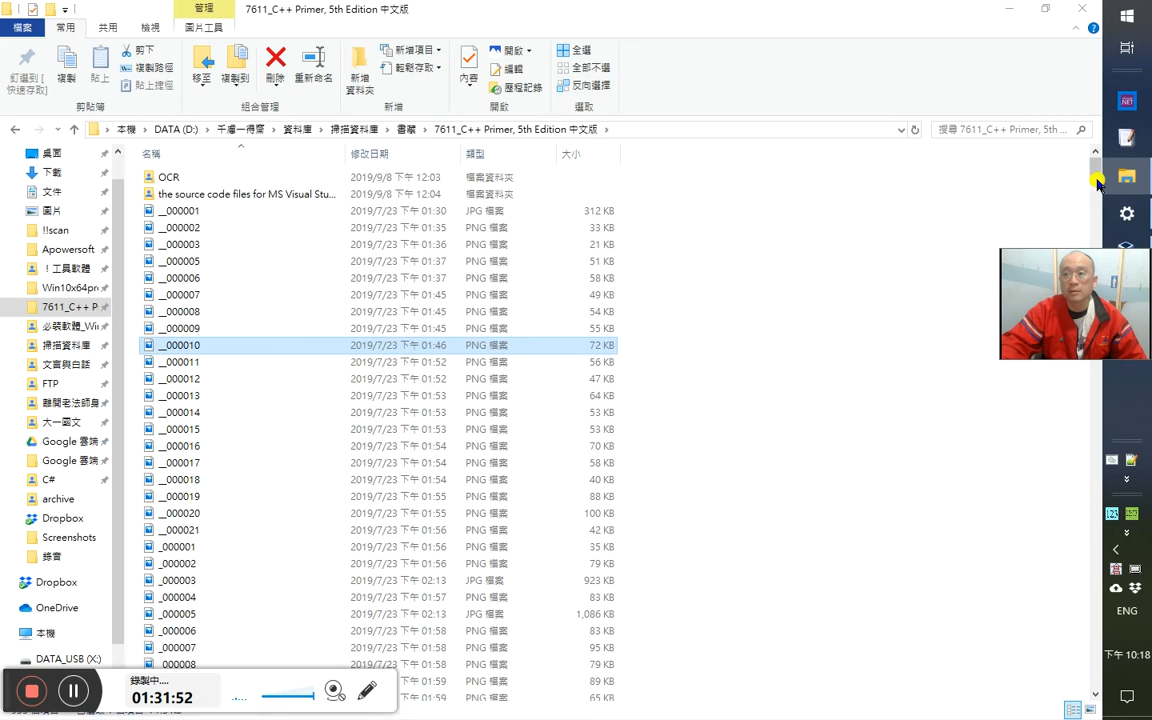 管理
7611_C++ Primer, 5th Edition 中文版
檔案
常用
共用
檢視
圖片工具
釘選到 [
快速存取]
複製
貼上
剪下
複製路徑
貼上捷徑
剪貼簿
移至
複製到
刪除
重新命名
組合管理
新增
資料夾
新增項目
輕鬆存取
新增
內容
開啟
編輯
歷程記錄
開啟
全選
全部不選
反向選擇
選取
本機 › DATA (D:) › 千慮一得齋 › 資料庫 › 掃描資料庫 › 書藏 › 7611_C++ Primer, 5th Edition 中文版 ›
搜尋 7611_C++ Primer, 5th ...
桌面
下載
文件
圖片
!!scan
Apowersoft
！工具軟體
Win10x64pr
7611_C++ P
必裝軟體_Wi
掃描資料庫
文言與白話
FTP
離開老法師身
大一國文
Google 雲端
Google 雲端
C#
archive
Dropbox
Screenshots
錄音
Dropbox
OneDrive
本機
DATA_USB (X:)
名稱 修改日期 類型 大小
OCR 2019/9/8 下午 12:03 檔案資料夾
the source code files for MS Visual Stu... 2019/9/8 下午 12:04 檔案資料夾
__000001 2019/7/23 下午 01:30 JPG 檔案 312 KB
__000002 2019/7/23 下午 01:35 PNG 檔案 33 KB
__000003 2019/7/23 下午 01:36 PNG 檔案 21 KB
__000005 2019/7/23 下午 01:37 PNG 檔案 51 KB
__000006 2019/7/23 下午 01:37 PNG 檔案 58 KB
__000007 2019/7/23 下午 01:45 PNG 檔案 49 KB
__000008 2019/7/23 下午 01:45 PNG 檔案 54 KB
__000009 2019/7/23 下午 01:45 PNG 檔案 55 KB
__000010 2019/7/23 下午 01:46 PNG 檔案 72 KB
__000011 2019/7/23 下午 01:52 PNG 檔案 56 KB
__000012 2019/7/23 下午 01:52 PNG 檔案 47 KB
__000013 2019/7/23 下午 01:53 PNG 檔案 64 KB
__000014 2019/7/23 下午 01:53 PNG 檔案 53 KB
__000015 2019/7/23 下午 01:53 PNG 檔案 53 KB
__000016 2019/7/23 下午 01:54 PNG 檔案 70 KB
__000017 2019/7/23 下午 01:54 PNG 檔案 58 KB
__000018 2019/7/23 下午 01:54 PNG 檔案 40 KB
__000019 2019/7/23 下午 01:55 PNG 檔案 88 KB
__000020 2019/7/23 下午 01:55 PNG 檔案 100 KB
__000021 2019/7/23 下午 01:55 PNG 檔案 42 KB
_000001 2019/7/23 下午 01:56 PNG 檔案 35 KB
_000002 2019/7/23 下午 01:56 PNG 檔案 79 KB
_000003 2019/7/23 下午 02:13 JPG 檔案 923 KB
_000004 2019/7/23 下午 01:57 PNG 檔案 84 KB
_000005 2019/7/23 下午 02:13 JPG 檔案 1,086 KB
_000006 2019/7/23 下午 01:58 PNG 檔案 83 KB
_000007 2019/7/23 下午 01:58 PNG 檔案 95 KB
_000008 2019/7/23 下午 01:58 PNG 檔案 79 KB
2019/7/23 下午 01:59 PNG 檔案 89 KB
2019/7/23 下午 01:59 PNG 檔案 65 KB
錄製中....
01:31:52
.NET
ENG
下午 10:18